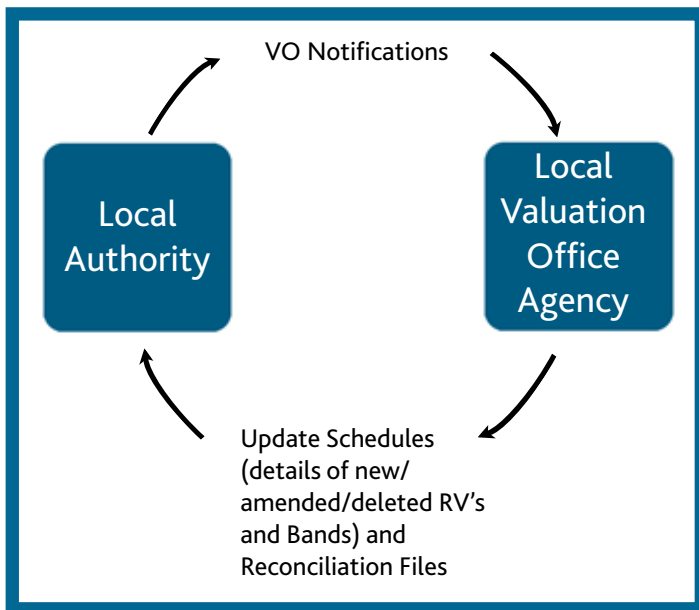 VO Notifications
Local
Authority
Local
Valuation
Office
Agency
Update Schedules
(details of new/
amended/deleted RV's
and Bands) and
Reconciliation Files